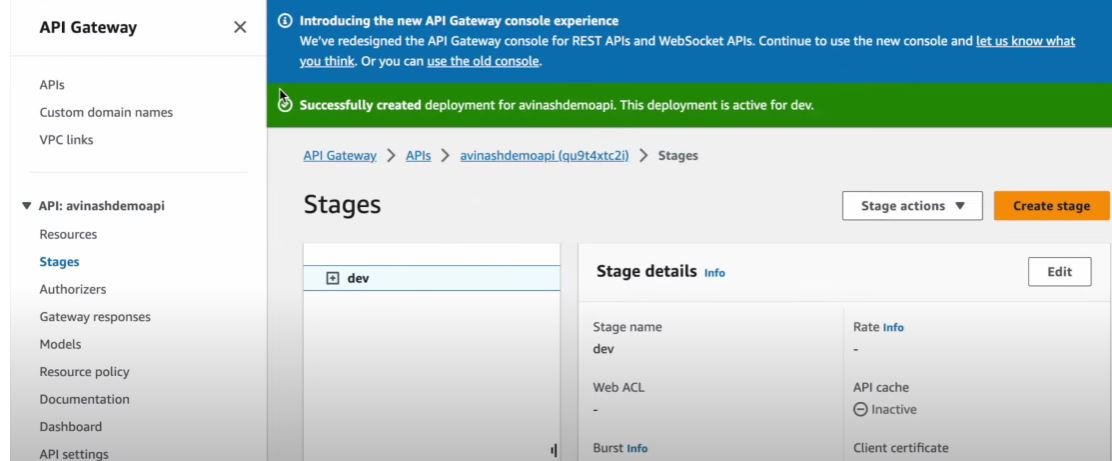 API Gateway
APIs
Custom domain names
VPC links
API: avinashdemoapi
Resources
Stages
Authorizers
Gateway responses
Models
Resource policy
Documentation
Dashboard
API settings
Introducing the new API Gateway console experience
We've redesigned the API Gateway console for REST APIs and WebSocket APIs. Continue to use the new console and let us know what
you think. Or you can use the old console.
Successfully created deployment for avinashdemoapi. This deployment is active for dev.
API Gateway > APIs > avinashdemoapi (qu9t4xtc2i) > Stages
Stages
Stage actions
Create stage
dev
Stage details Info
Edit
Stage name
dev
Rate Info
-
Web ACL
-
API cache
Inactive
Burst Info
Client certificate